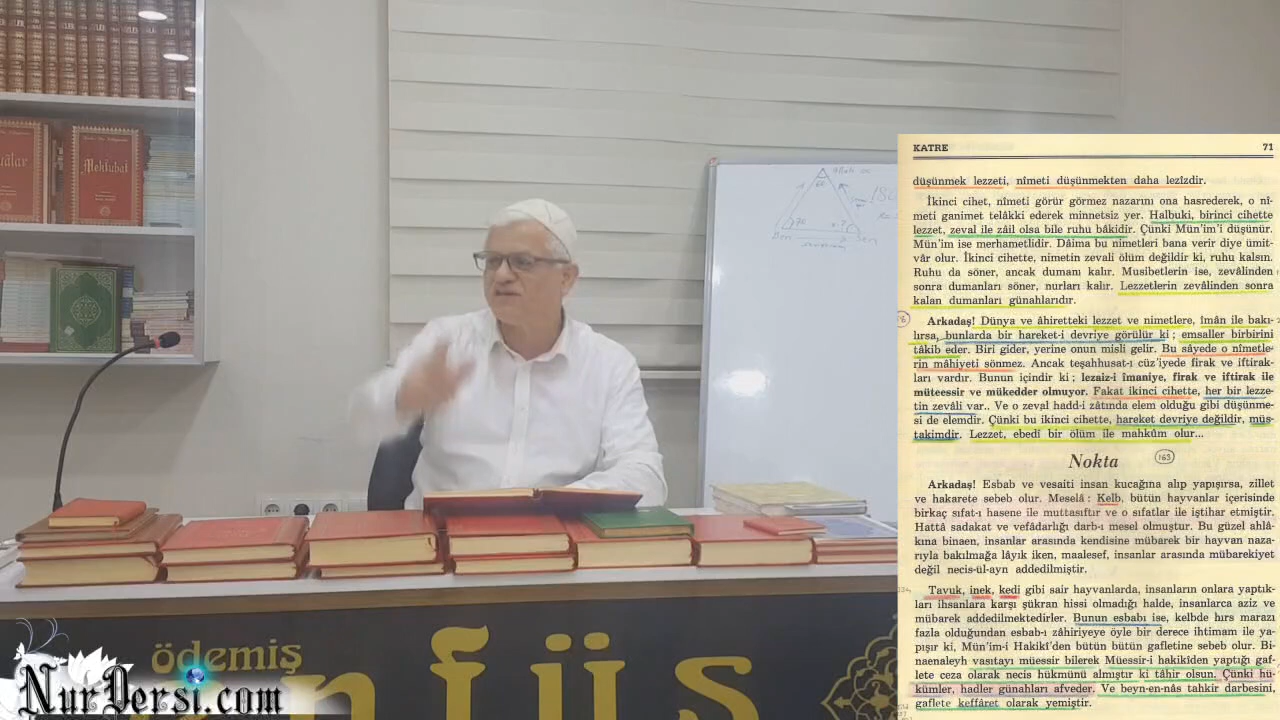 KATRE 71
düşünmek lezzeti, nîmeti düşünmekten daha lezîzdir.
İkinci cihet, nîmeti görür görmez nazarını ona hasrederek, o nî-
meti ganimet telâkki ederek minnetsiz yer. Halbuki, birinci cihette
lezzet, zeval ile zâil olsa bile ruhu bâkidir. Çünki Mün'im'i düşünür.
Mün'im ise merhametlidir. Dâima bu nimetleri bana verir diye ümit-
vâr olur. İkinci cihette, nimetin zevali ölüm değildir ki, ruhu kalsın.
Ruhu da söner, ancak dumanı kalır. Musibetlerin ise, zevâlinden
sonra dumanları söner, nurları kalır. Lezzetlerin zevâlinden sonra
kalan dumanları günahlarıdır.
Arkadaş! Dünya ve âhiretteki lezzet ve nimetlere, îmân ile bakı-
lırsa, bunlarda bir hareket-i devriye görülür ki ; emsaller birbirini
tâkib eder. Biri gider, yerine onun misli gelir. Bu sâyede o nîmetle-
rin mâhiyeti sönmez. Ancak teşahhusat-ı cüz'iyede firak ve iftirak-
ları vardır. Bunun içindir ki ; lezaiz-i îmaniye, firak ve iftirak ile
müteessir ve mükedder olmuyor. Fakat ikinci cihette, her bir lezze-
tin zevâli var.. Ve o zeval hadd-i zâtında elem olduğu gibi düşünme-
si de elemdir. Çünki bu ikinci cihette, hareket devriye değildir, müs-
takimdir. Lezzet, ebedî bir ölüm ile mahkûm olur...
Nokta 163
Arkadaş! Esbab ve vesaiti insan kucağına alıp yapışırsa, zillet
ve hakarete sebeb olur. Meselâ : Kelb, bütün hayvanlar içerisinde
birkaç sıfat-ı hasene ile muttasıftır ve o sıfatlar ile iştihar etmiştir.
Hattâ sadakat ve vefâdarlığı darb-ı mesel olmuştur. Bu güzel ahlâ-
kına binaen, insanlar arasında kendisine mübarek bir hayvan naza-
rıyla bakılmağa lâyık iken, maalesef, insanlar arasında mübarekiyet
değil necis-ül-ayn addedilmiştir.
Tavuk, inek, kedi gibi sair hayvanlarda, insanların onlara yaptık-
ları ihsanlara karşı şükran hissi olmadığı halde, insanlarca aziz ve
mübarek addedilmektedirler. Bunun esbabı ise, kelbde hırs marazı
fazla olduğundan esbab-ı zâhiriyeye öyle bir derece ihtimam ile ya-
pışır ki, Mün'im-i Hakikî'den bütün bütün gafletine sebeb olur. Bi-
naenaleyh vasıtayı müessir bilerek Müessir-i hakikîden yaptığı gaf-
lete ceza olarak necis hükmünü almıştır ki tâhir olsun. Çünki hü-
kümler, hadler günahları afveder. Ve beyn-en-nâs tahkir darbesini,
gaflete keffâret olarak yemiştir.
Mektubat
ödemiş
NurDersi.com